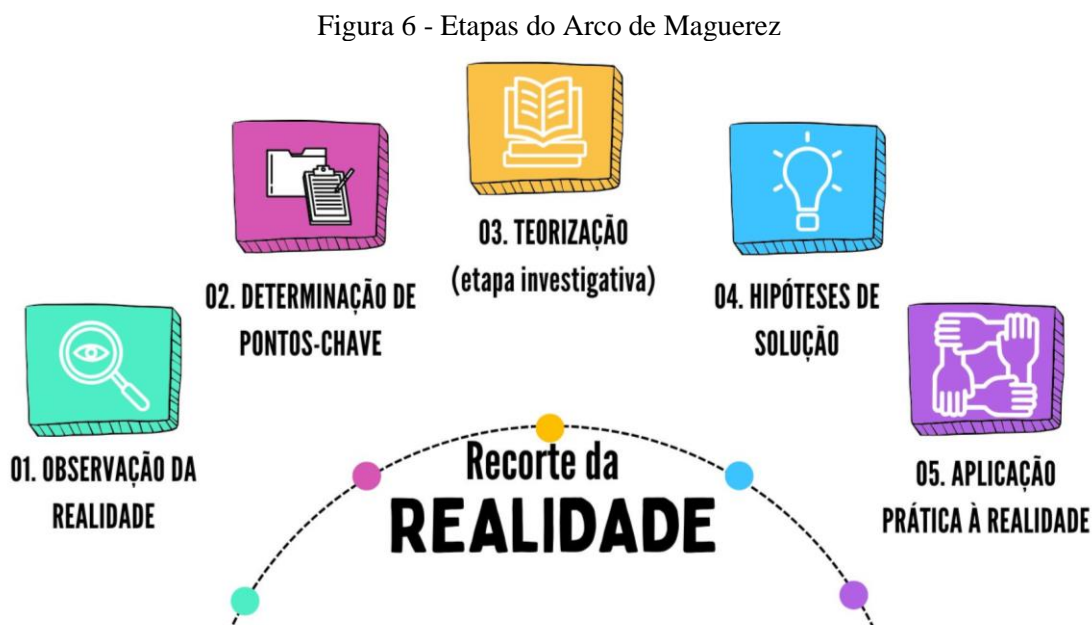 Figura 6 - Etapas do Arco de Maguerez
01. OBSERVAÇÃO DA
REALIDADE
02. DETERMINAÇÃO DE
PONTOS-CHAVE
03. TEORIZAÇÃO
(etapa investigativa)
04. HIPÓTESES DE
SOLUÇÃO
05. APLICAÇÃO
PRÁTICA À REALIDADE
Recorte da
REALIDADE